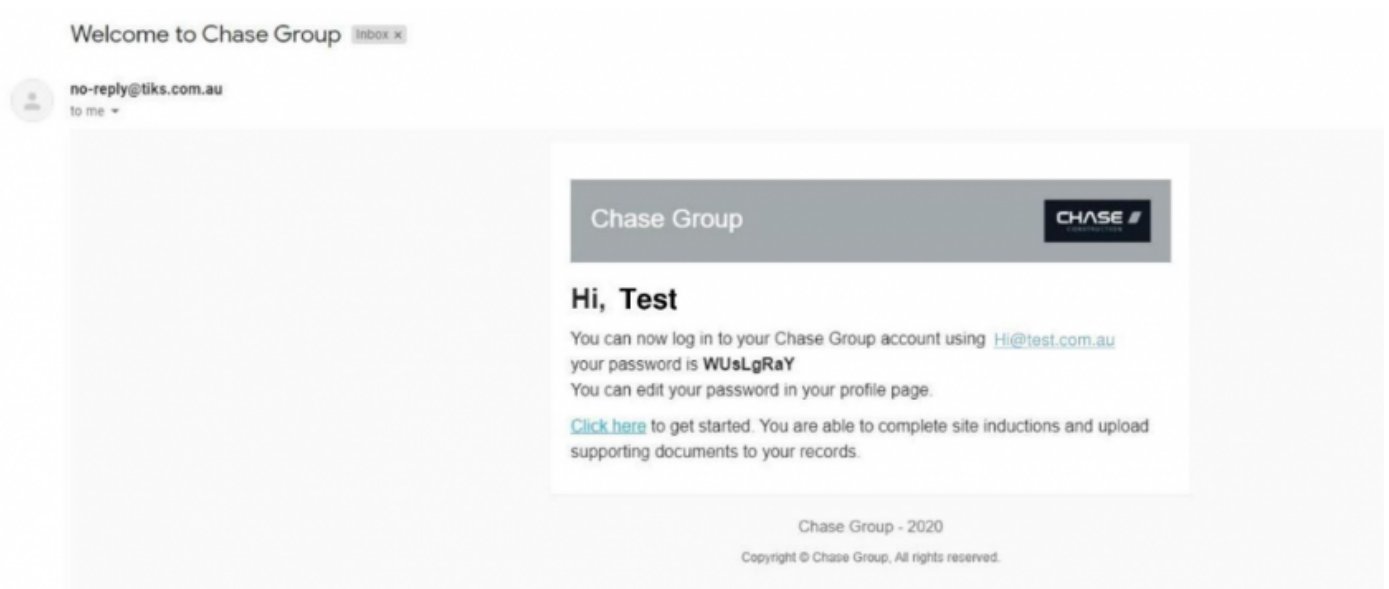 Welcome to Chase Group Inbox x
no-reply@tiks.com.au
to me
Chase Group
CHASE
CONSTRUCTION
Hi, Test
You can now log in to your Chase Group account using Hi@test.com.au
your password is WUsLgRaY
You can edit your password in your profile page.
Click here to get started. You are able to complete site inductions and upload
supporting documents to your records.
Chase Group - 2020
Copyright © Chase Group, All rights reserved.